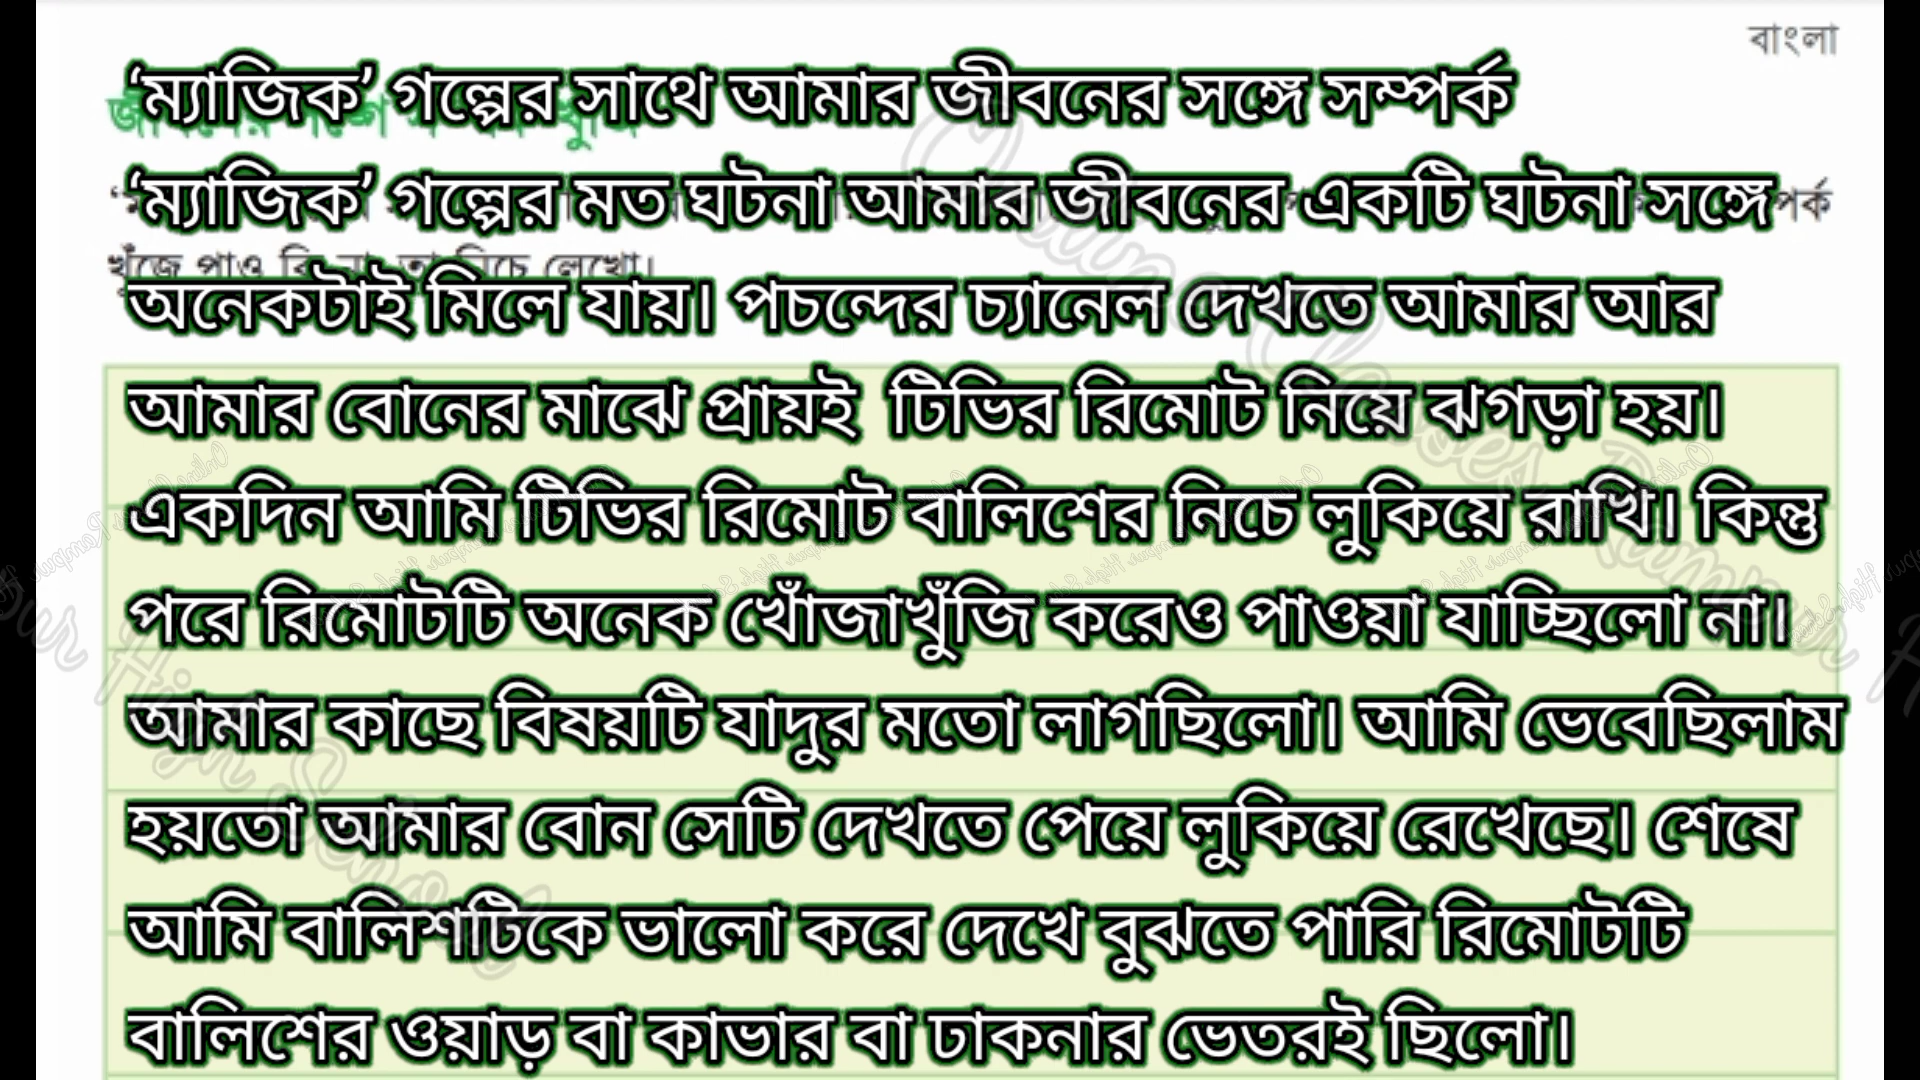 বাংলা
‘ম্যাজিক’ গল্পের সাথে আমার জীবনের সঙ্গে সম্পর্ক
‘ম্যাজিক’ গল্পের মত ঘটনা আমার জীবনের একটি ঘটনা সঙ্গে
অনেকটাই মিলে যায়। পচন্দের চ্যানেল দেখতে আমার আর
আমার বোনের মাঝে প্রায়ই টিভির রিমোট নিয়ে ঝগড়া হয়।
একদিন আমি টিভির রিমোট বালিশের নিচে লুকিয়ে রাখি। কিন্তু
পরে রিমোটটি অনেক খোঁজাখুঁজি করেও পাওয়া যাচ্ছিলো না।
আমার কাছে বিষয়টি যাদুর মতো লাগছিলো। আমি ভেবেছিলাম
হয়তো আমার বোন সেটি দেখতে পেয়ে লুকিয়ে রেখেছে। শেষে
আমি বালিশটিকে ভালো করে দেখে বুঝতে পারি রিমোটটি
বালিশের ওয়াড় বা কাভার বা ঢাকনার ভেতরই ছিলো।